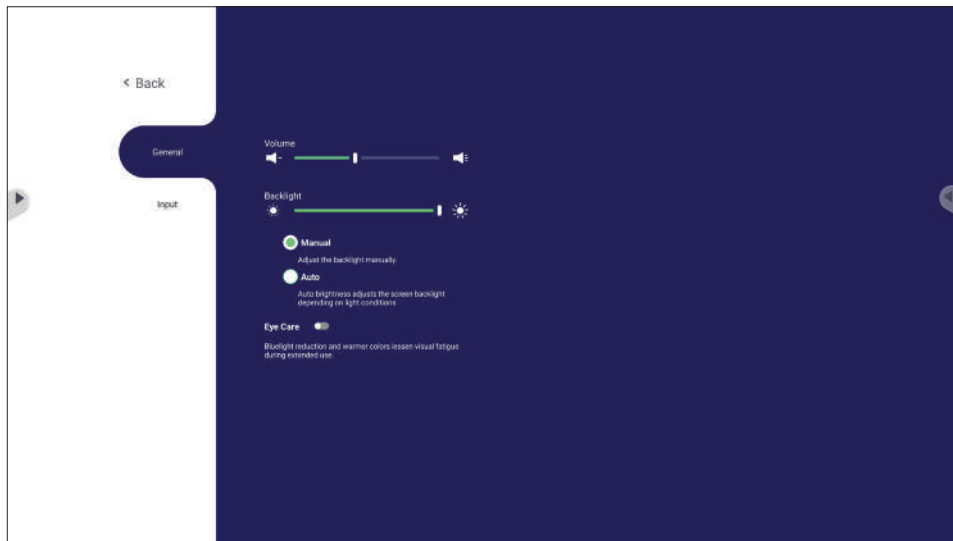 Back
General
Input
Volume
Backlight
Manual
Adjust the backlight manually.
Auto
Auto brightness adjusts the screen backlight
depending on light conditions
Eye Care
Bluelight reduction and warmer colors lessen visual fatigue
during extended use.